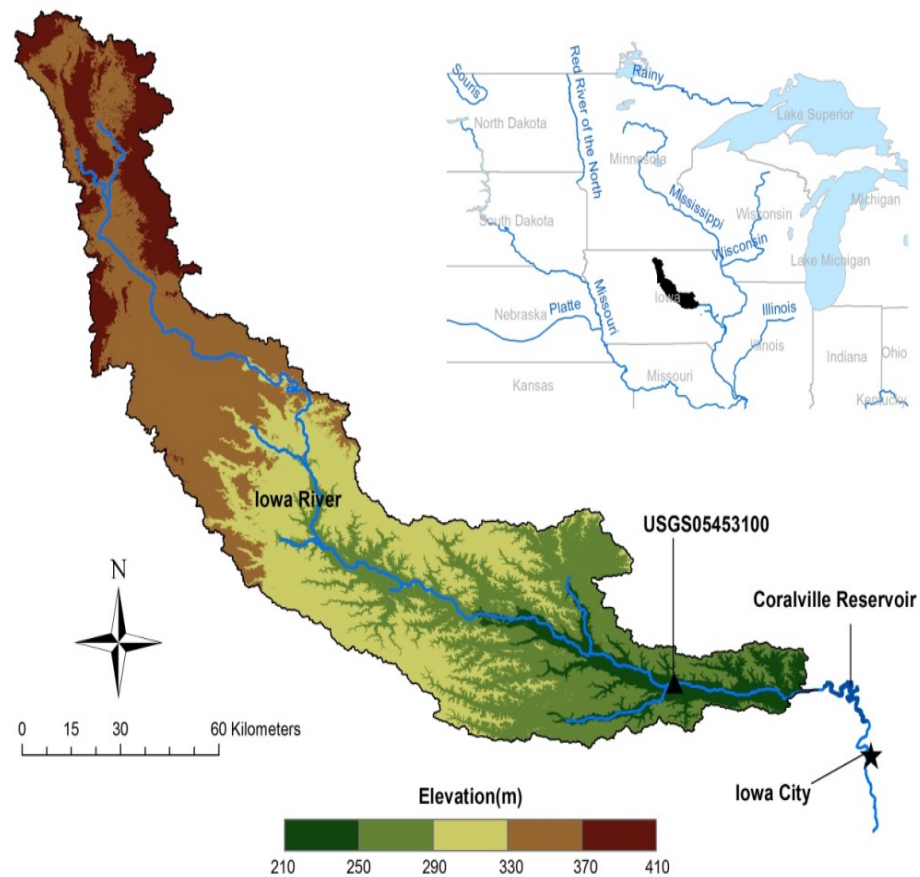 Souris
Red River of the North
Rainy
North Dakota
Lake Superior
Minnesota
Mississippi
Michigan
Wisconsin
South Dakota
Wisconsin
Lake Michigan
Iowa
Missouri
Nebraska
Platte
Illinois
Illinois
Indiana
Ohio
Kansas
Missouri
Kentucky
Iowa River
USGS05453100
Coralville Reservoir
N
0 15 30 60 Kilometers
Iowa City
Elevation(m)
210 250 290 330 370 410